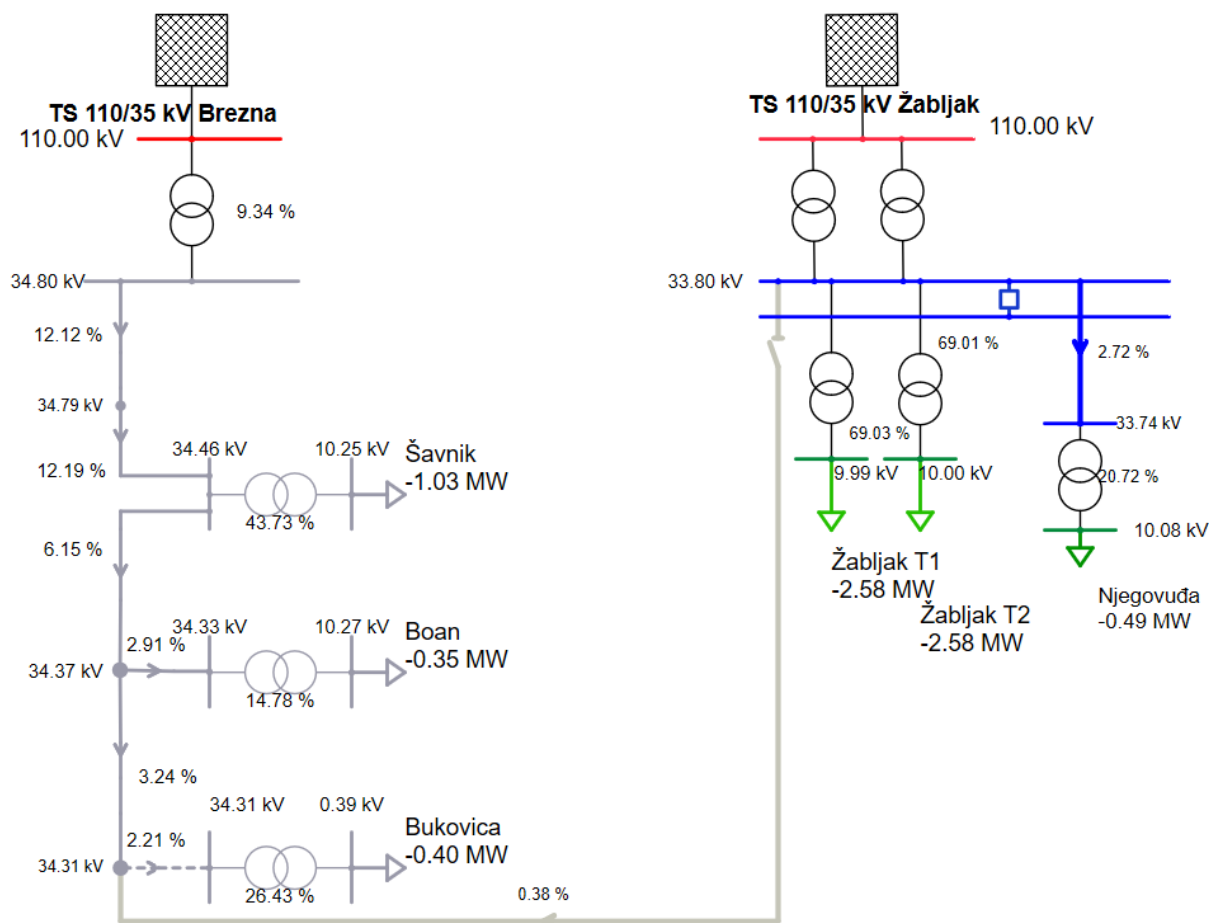 TS 110/35 kV Brezna
110.00 kV
9.34 %
34.80 kV
12.12 %
34.79 kV
12.19 %
34.46 kV
10.25 kV
Šavnik
-1.03 MW
43.73 %
6.15 %
34.33 kV
10.27 kV
Boan
-0.35 MW
2.91 %
34.37 kV
14.78 %
3.24 %
34.31 kV
0.39 kV
Bukovica
-0.40 MW
2.21 %
34.31 kV
26.43 %
0.38 %
TS 110/35 kV Žabljak
110.00 kV
33.80 kV
69.01 %
2.72 %
69.03 %
33.74 kV
9.99 kV
10.00 kV
20.72 %
10.08 kV
Žabljak T1
-2.58 MW
Žabljak T2
-2.58 MW
Njegovuđa
-0.49 MW